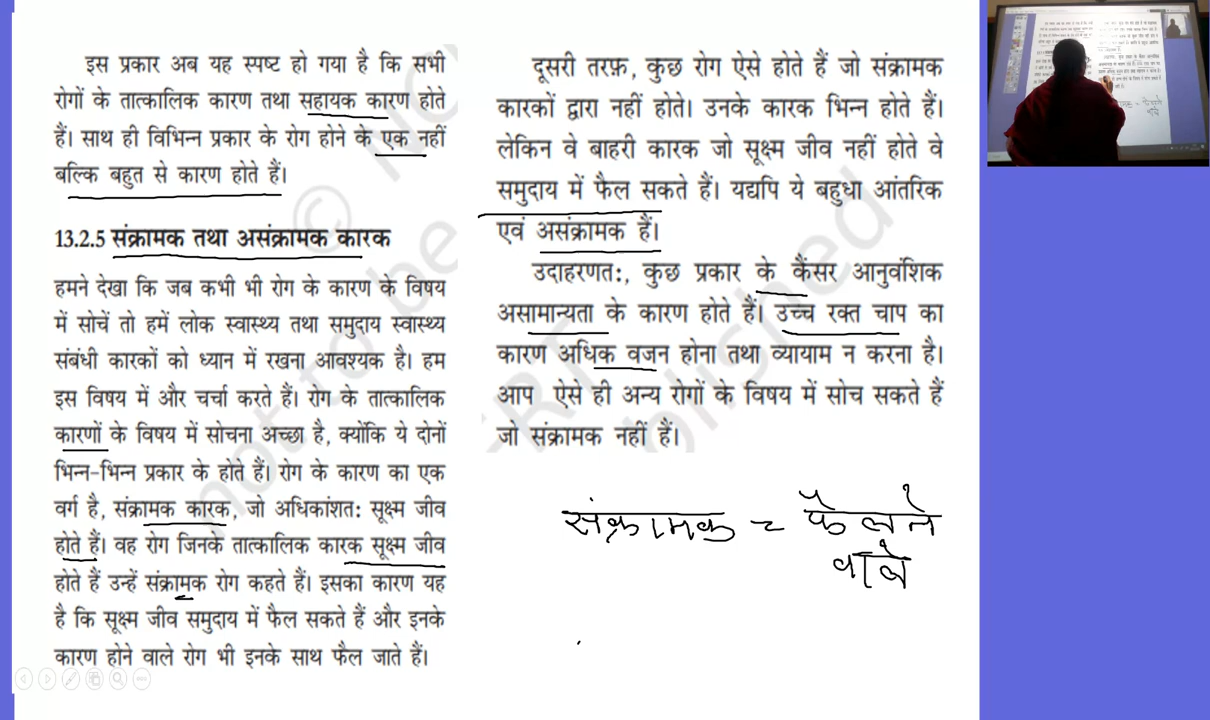 इस प्रकार अब यह स्पष्ट हो गया है कि सभी
रोगों के तात्कालिक कारण तथा सहायक कारण होते
हैं। साथ ही विभिन्न प्रकार के रोग होने के एक नहीं
बल्कि बहुत से कारण होते हैं।
13.2.5 संक्रामक तथा असंक्रामक कारक
हमने देखा कि जब कभी भी रोग के कारण के विषय
में सोचें तो हमें लोक स्वास्थ्य तथा समुदाय स्वास्थ्य
संबंधी कारकों को ध्यान में रखना आवश्यक है। हम
इस विषय में और चर्चा करते हैं। रोग के तात्कालिक
कारणों के विषय में सोचना अच्छा है, क्योंकि ये दोनों
भिन्न-भिन्न प्रकार के होते हैं। रोग के कारण का एक
वर्ग है, संक्रामक कारक, जो अधिकांशत: सूक्ष्म जीव
होते हैं। वह रोग जिनके तात्कालिक कारक सूक्ष्म जीव
होते हैं उन्हें संक्रामक रोग कहते हैं। इसका कारण यह
है कि सूक्ष्म जीव समुदाय में फैल सकते हैं और इनके
कारण होने वाले रोग भी इनके साथ फैल जाते हैं।
दूसरी तरफ़, कुछ रोग ऐसे होते हैं जो संक्रामक
कारकों द्वारा नहीं होते। उनके कारक भिन्न होते हैं।
लेकिन वे बाहरी कारक जो सूक्ष्म जीव नहीं होते वे
समुदाय में फैल सकते हैं। यद्यपि ये बहुधा आंतरिक
एवं असंक्रामक हैं।
उदाहरणत:, कुछ प्रकार के कैंसर आनुवंशिक
असामान्यता के कारण होते हैं। उच्च रक्त चाप का
कारण अधिक वजन होना तथा व्यायाम न करना है।
आप ऐसे ही अन्य रोगों के विषय में सोच सकते हैं
जो संक्रामक नहीं हैं।
संक्रामक = फैलने
वाले
© NC
not to be
ERT
blished